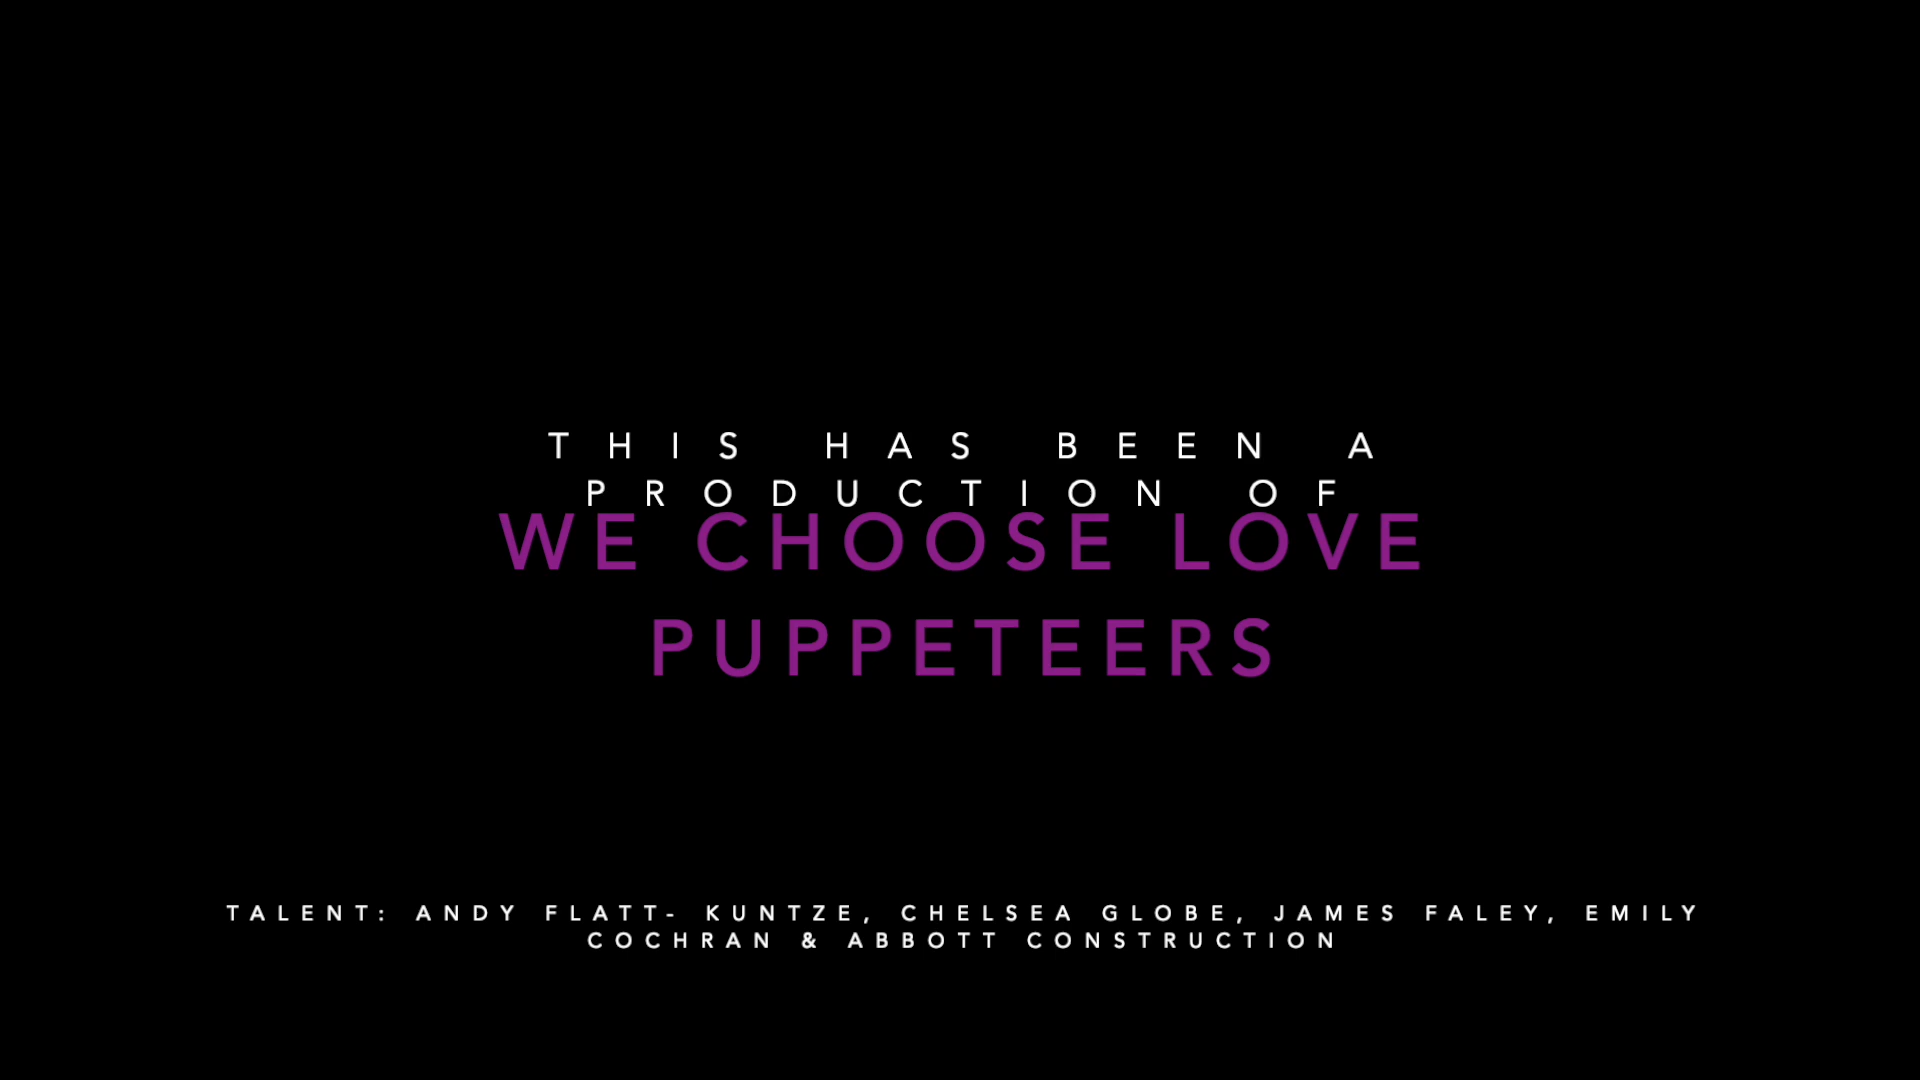 THIS HAS BEEN A
PRODUCTION OF
WE CHOOSE LOVE
PUPPETEERS
TALENT: ANDY FLATT- KUNTZE, CHELSEA GLOBE, JAMES FALEY, EMILY
COCHRAN & ABBOTT CONSTRUCTION